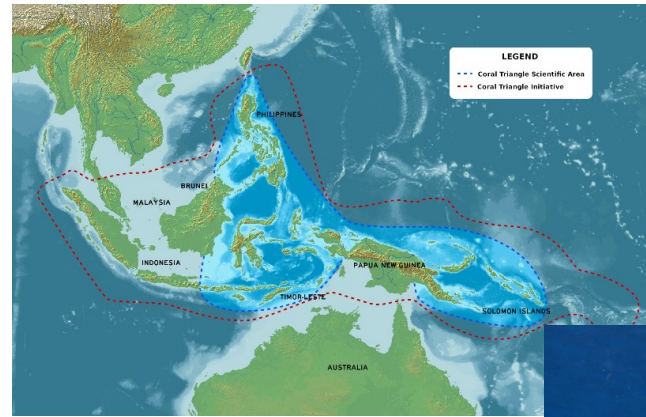 LEGEND
Coral Triangle Scientific Area
Coral Triangle Initiative
PHILIPPINES
BRUNEI
MALAYSIA
INDONESIA
PAPUA NEW GUINEA
TIMOR-LESTE
SOLOMON ISLANDS
AUSTRALIA